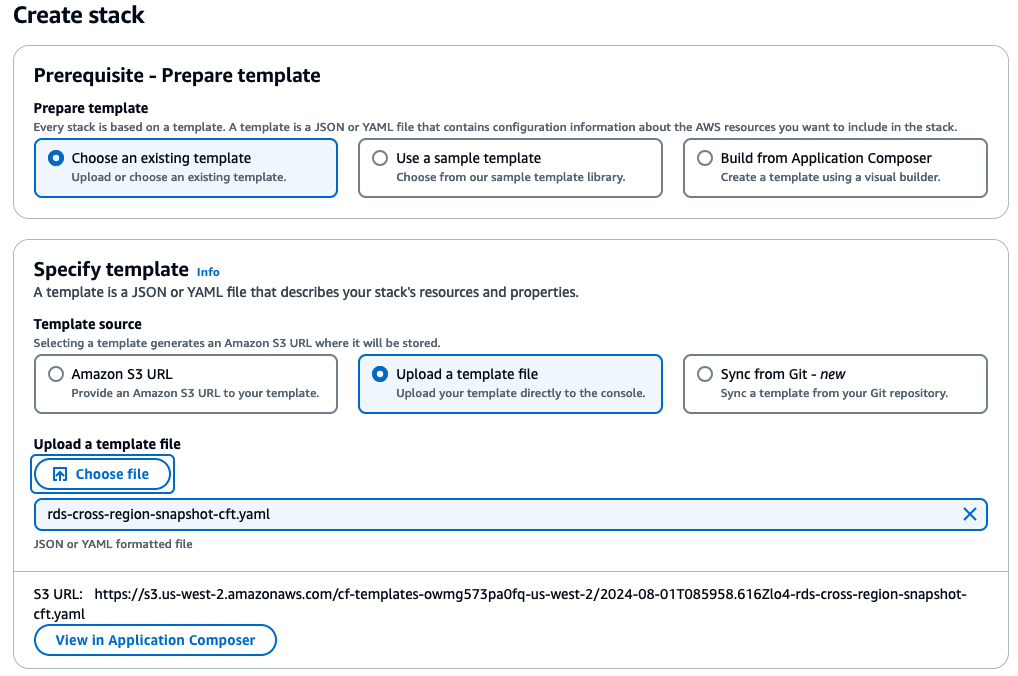 Create stack
Prerequisite - Prepare template
Prepare template
Every stack is based on a template. A template is a JSON or YAML file that contains configuration information about the AWS resources you want to include in the stack.
Choose an existing template
Upload or choose an existing template.
Use a sample template
Choose from our sample template library.
Build from Application Composer
Create a template using a visual builder.
Specify template Info
A template is a JSON or YAML file that describes your stack's resources and properties.
Template source
Selecting a template generates an Amazon S3 URL where it will be stored.
Amazon S3 URL
Provide an Amazon S3 URL to your template.
Upload a template file
Upload your template directly to the console.
Sync from Git - new
Sync a template from your Git repository.
Upload a template file
Choose file
rds-cross-region-snapshot-cft.yaml
JSON or YAML formatted file
S3 URL: https://s3.us-west-2.amazonaws.com/cf-templates-owmg573pa0fq-us-west-2/2024-08-01T085958.616Zlo4-rds-cross-region-snapshot-
cft.yaml
View in Application Composer